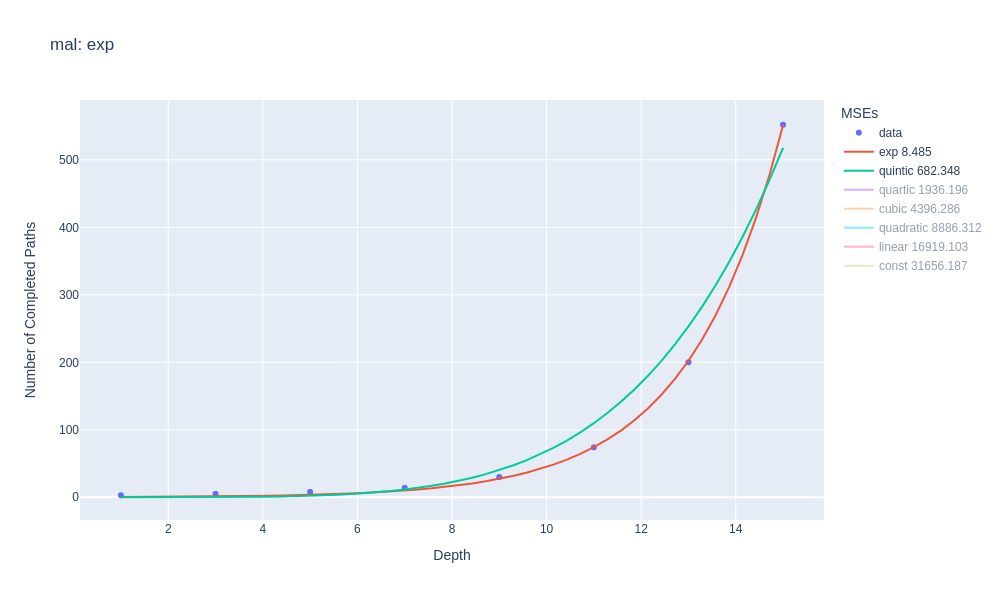 mal: exp
MSEs
data
exp 8.485
quintic 682.348
quartic 1936.196
cubic 4396.286
quadratic 8886.312
linear 16919.103
const 31656.187
Number of Completed Paths
500
400
300
200
100
0
2 4 6 8 10 12 14
Depth